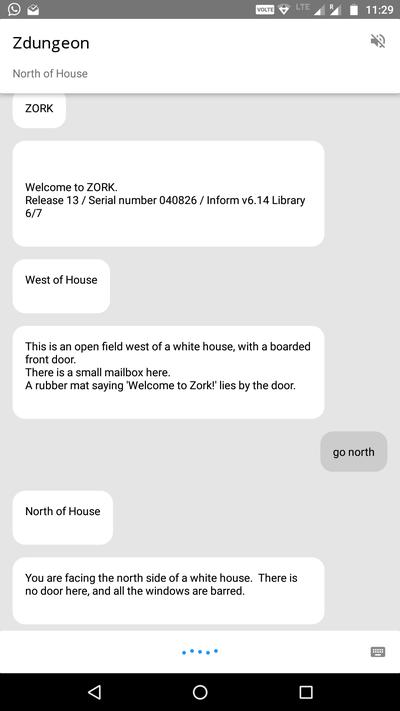 VOLTE LTE R 11:29
Zdungeon
North of House
ZORK
Welcome to ZORK.
Release 13 / Serial number 040826 / Inform v6.14 Library
6/7
West of House
This is an open field west of a white house, with a boarded
front door.
There is a small mailbox here.
A rubber mat saying 'Welcome to Zork!' lies by the door.
go north
North of House
You are facing the north side of a white house.  There is
no door here, and all the windows are barred.